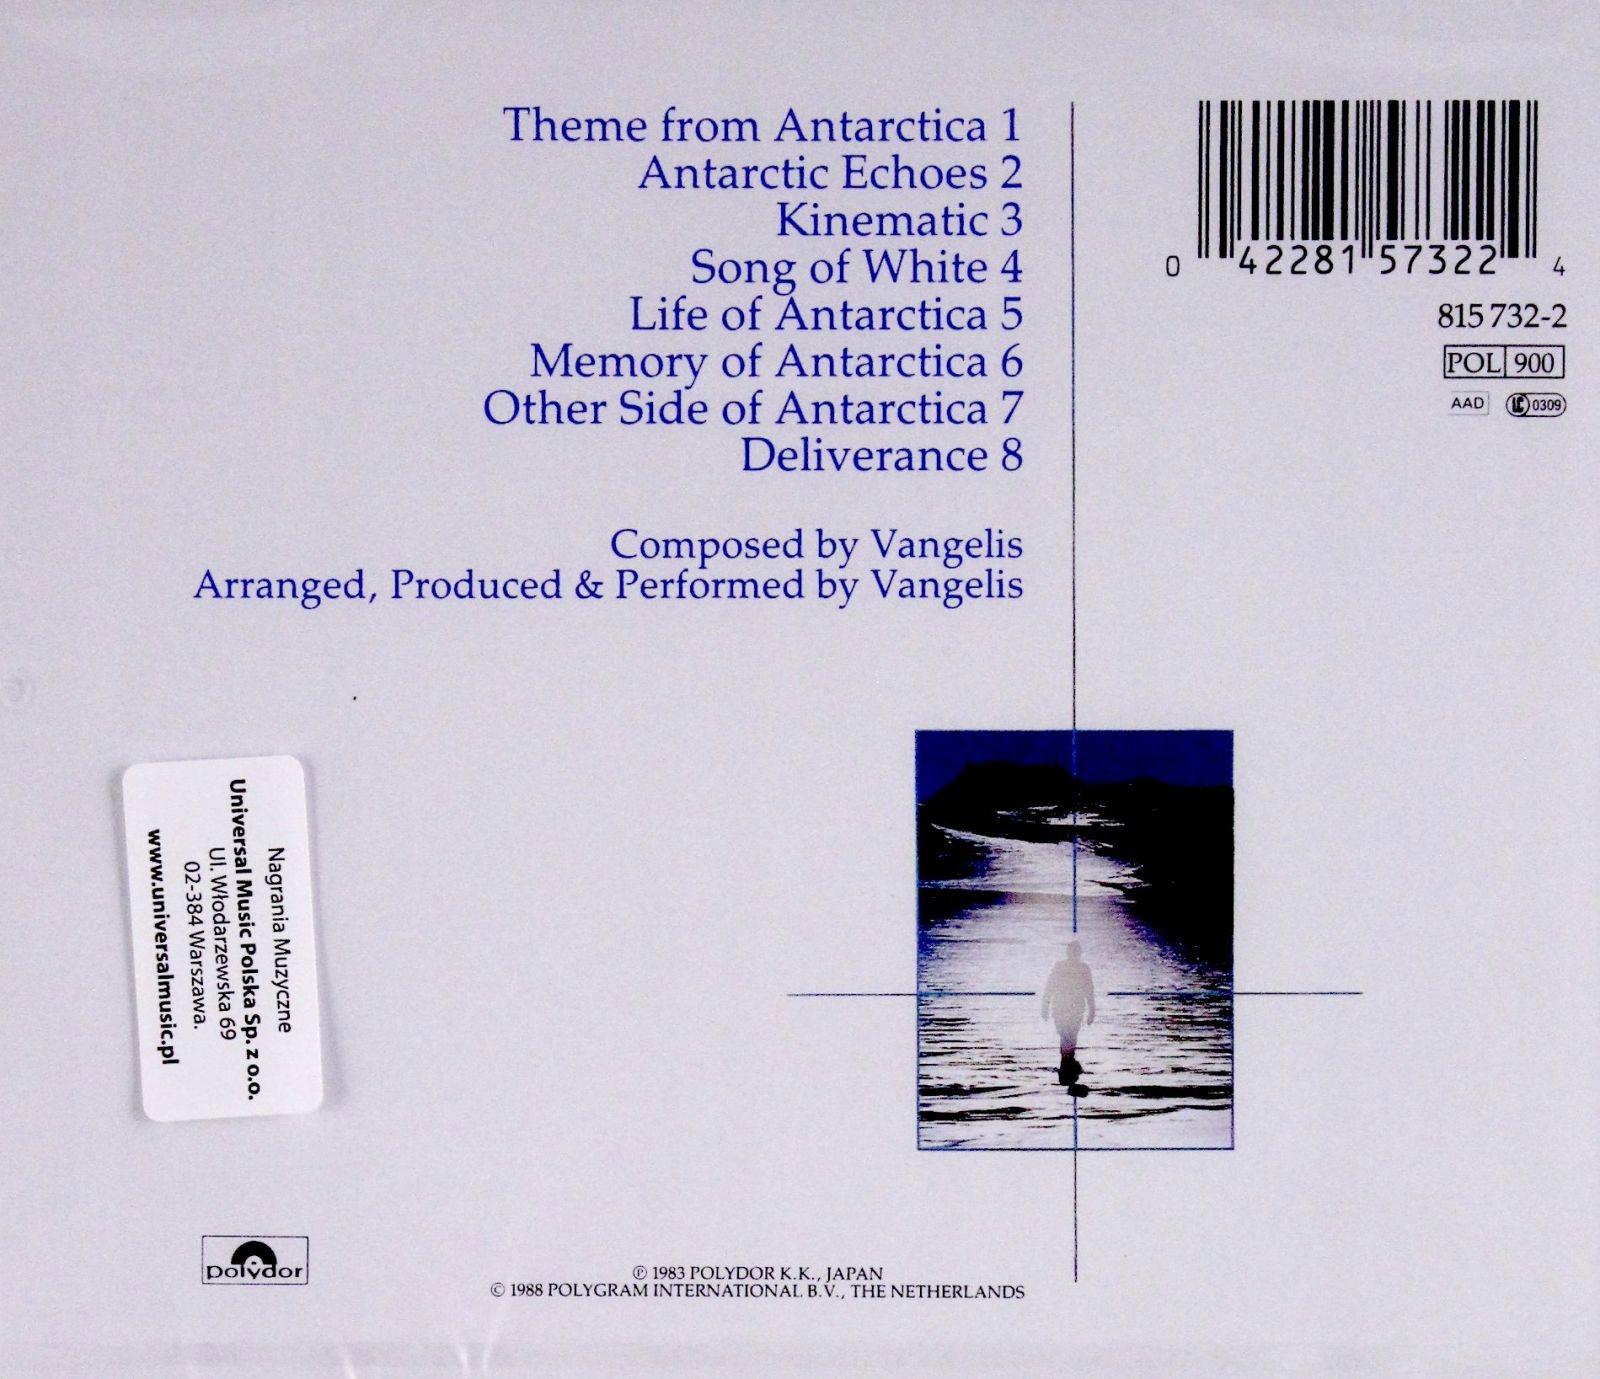 Theme from Antarctica 1
Antarctic Echoes 2
Kinematic 3
Song of White 4
Life of Antarctica 5
Memory of Antarctica 6
Other Side of Antarctica 7
Deliverance 8
Composed by Vangelis
Arranged, Produced & Performed by Vangelis
0 42281 57322 4
815 732-2
POL 900
AAD LC 0309
Nagrania Muzyczne
Universal Music Polska Sp. z o.o.
Ul. Włodarzewska 69
02-384 Warszawa.
www.universalmusic.pl
polydor
℗ 1983 POLYDOR K.K., JAPAN
© 1988 POLYGRAM INTERNATIONAL B.V., THE NETHERLANDS